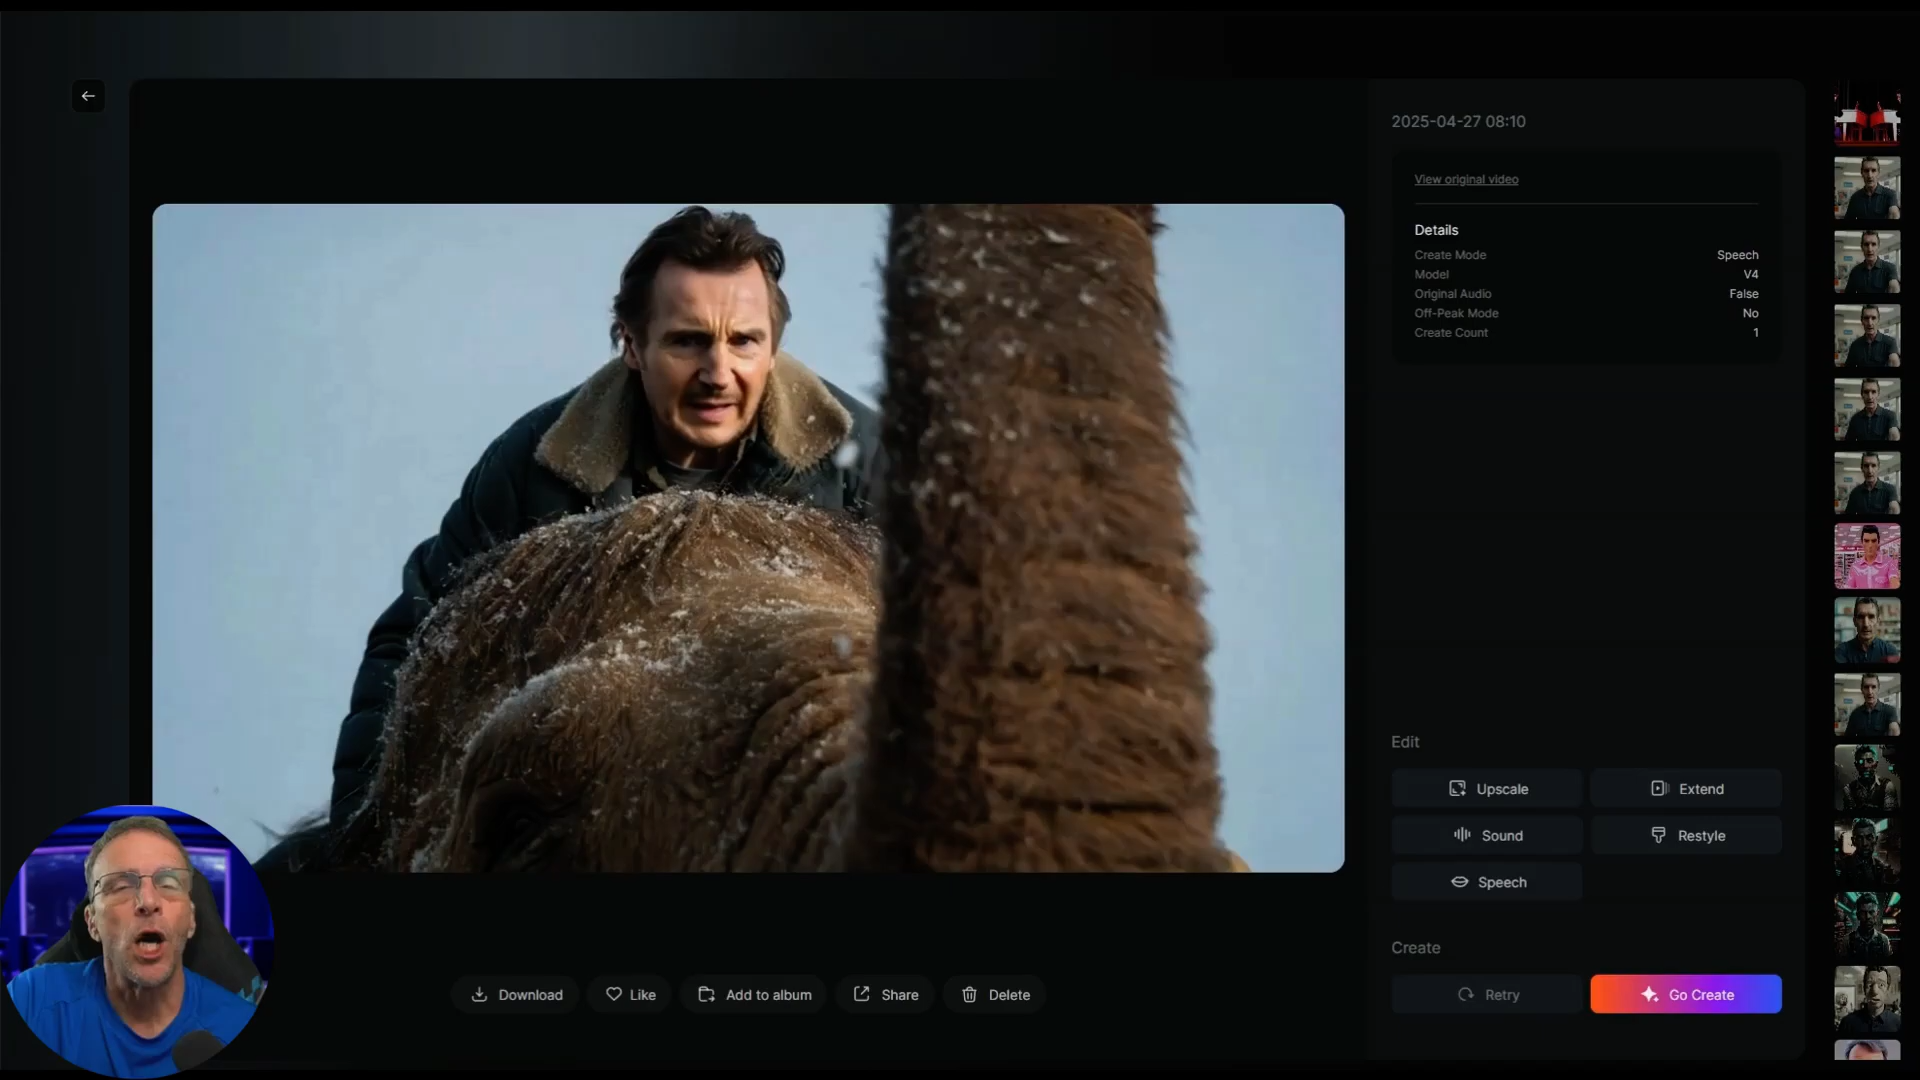 2025-04-27 08:10
View original video
Details
Create Mode Speech
Model V4
Original Audio False
Off-Peak Mode No
Create Count 1
Edit
Upscale Extend
Sound Restyle
Speech
Create
Retry Go Create
Download Like Add to album Share Delete